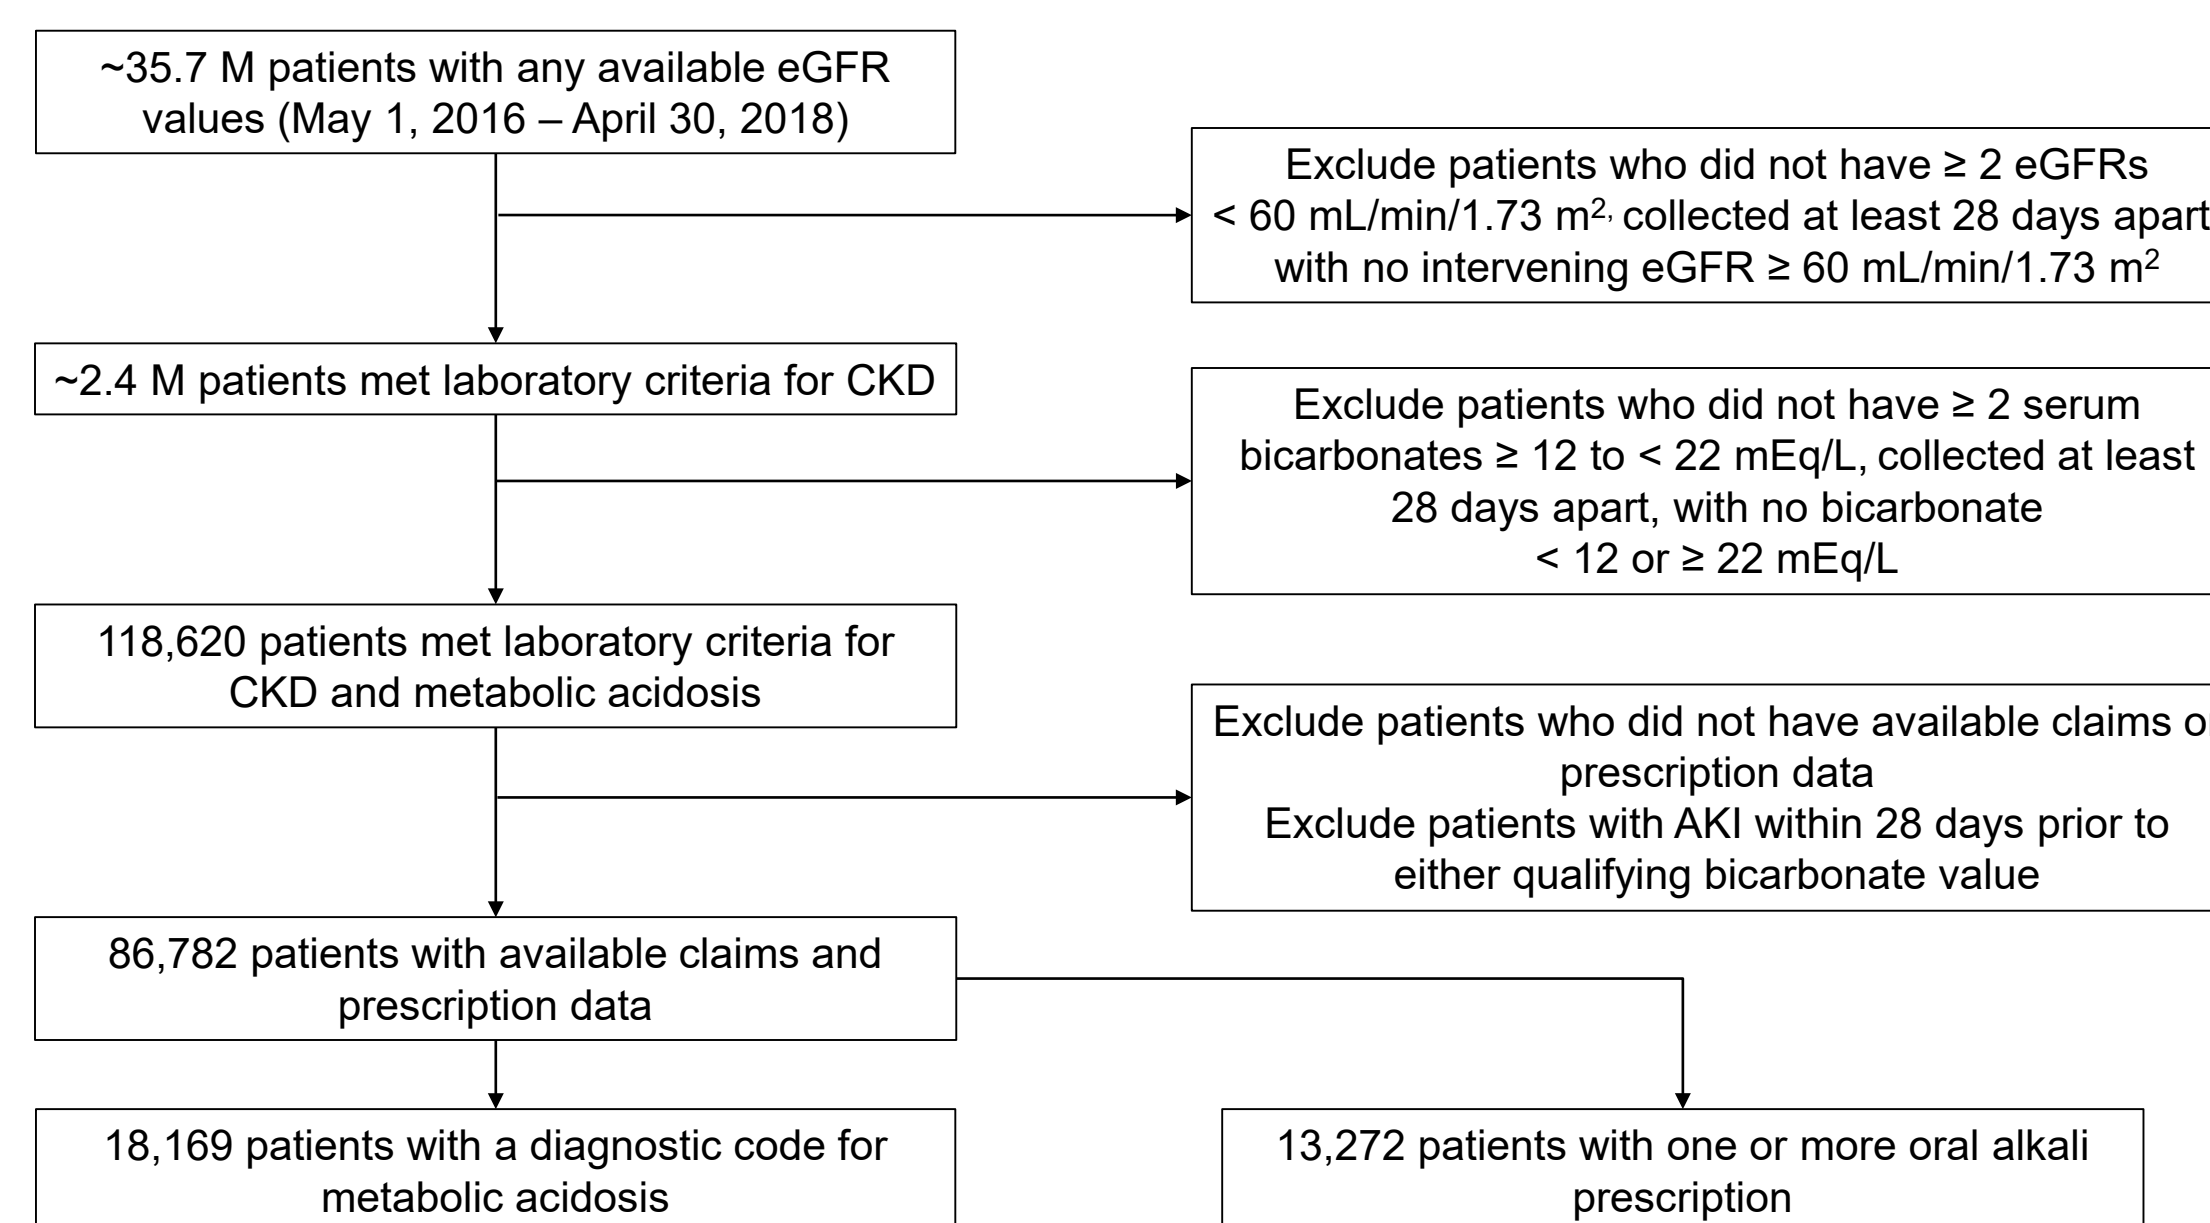 ~35.7 M patients with any available eGFR
values (May 1, 2016 – April 30, 2018)
Exclude patients who did not have ≥ 2 eGFRs
< 60 mL/min/1.73 m², collected at least 28 days apart
with no intervening eGFR ≥ 60 mL/min/1.73 m²
~2.4 M patients met laboratory criteria for CKD
Exclude patients who did not have ≥ 2 serum
bicarbonates ≥ 12 to < 22 mEq/L, collected at least
28 days apart, with no bicarbonate
< 12 or ≥ 22 mEq/L
118,620 patients met laboratory criteria for
CKD and metabolic acidosis
Exclude patients who did not have available claims
prescription data
Exclude patients with AKI within 28 days prior to
either qualifying bicarbonate value
86,782 patients with available claims and
prescription data
18,169 patients with a diagnostic code for
metabolic acidosis
13,272 patients with one or more oral alkali
prescription